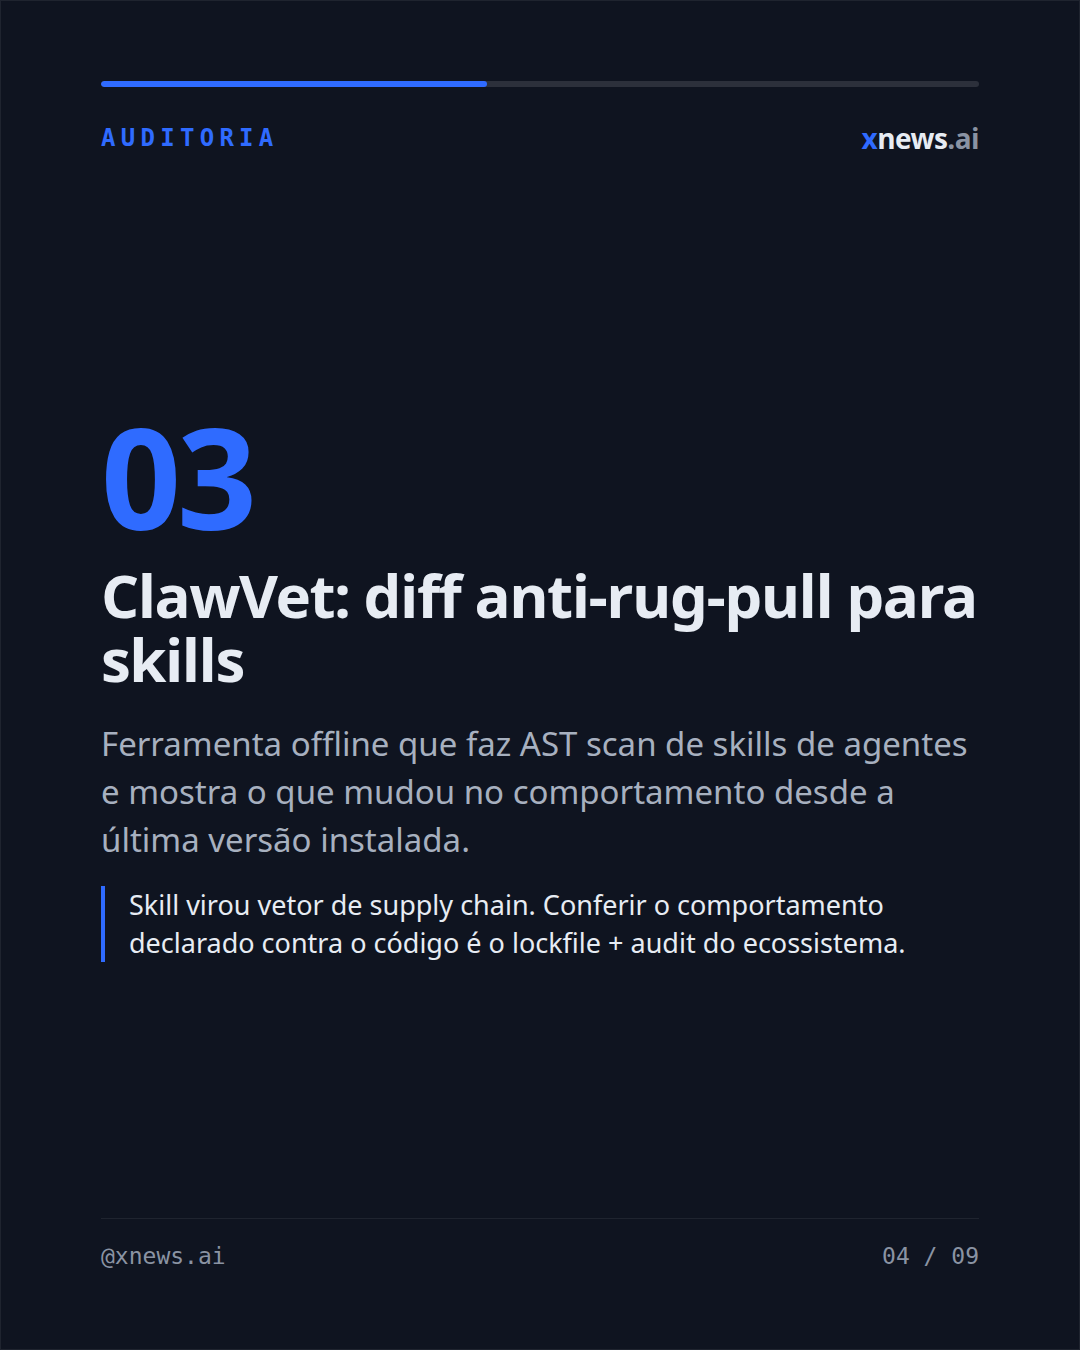 AUDITORIA
xnews.ai
03
ClawVet: diff anti-rug-pull para
skills
Ferramenta offline que faz AST scan de skills de agentes
e mostra o que mudou no comportamento desde a
última versão instalada.
Skill virou vetor de supply chain. Conferir o comportamento
declarado contra o código é o lockfile + audit do ecossistema.
@xnews.ai
04 / 09